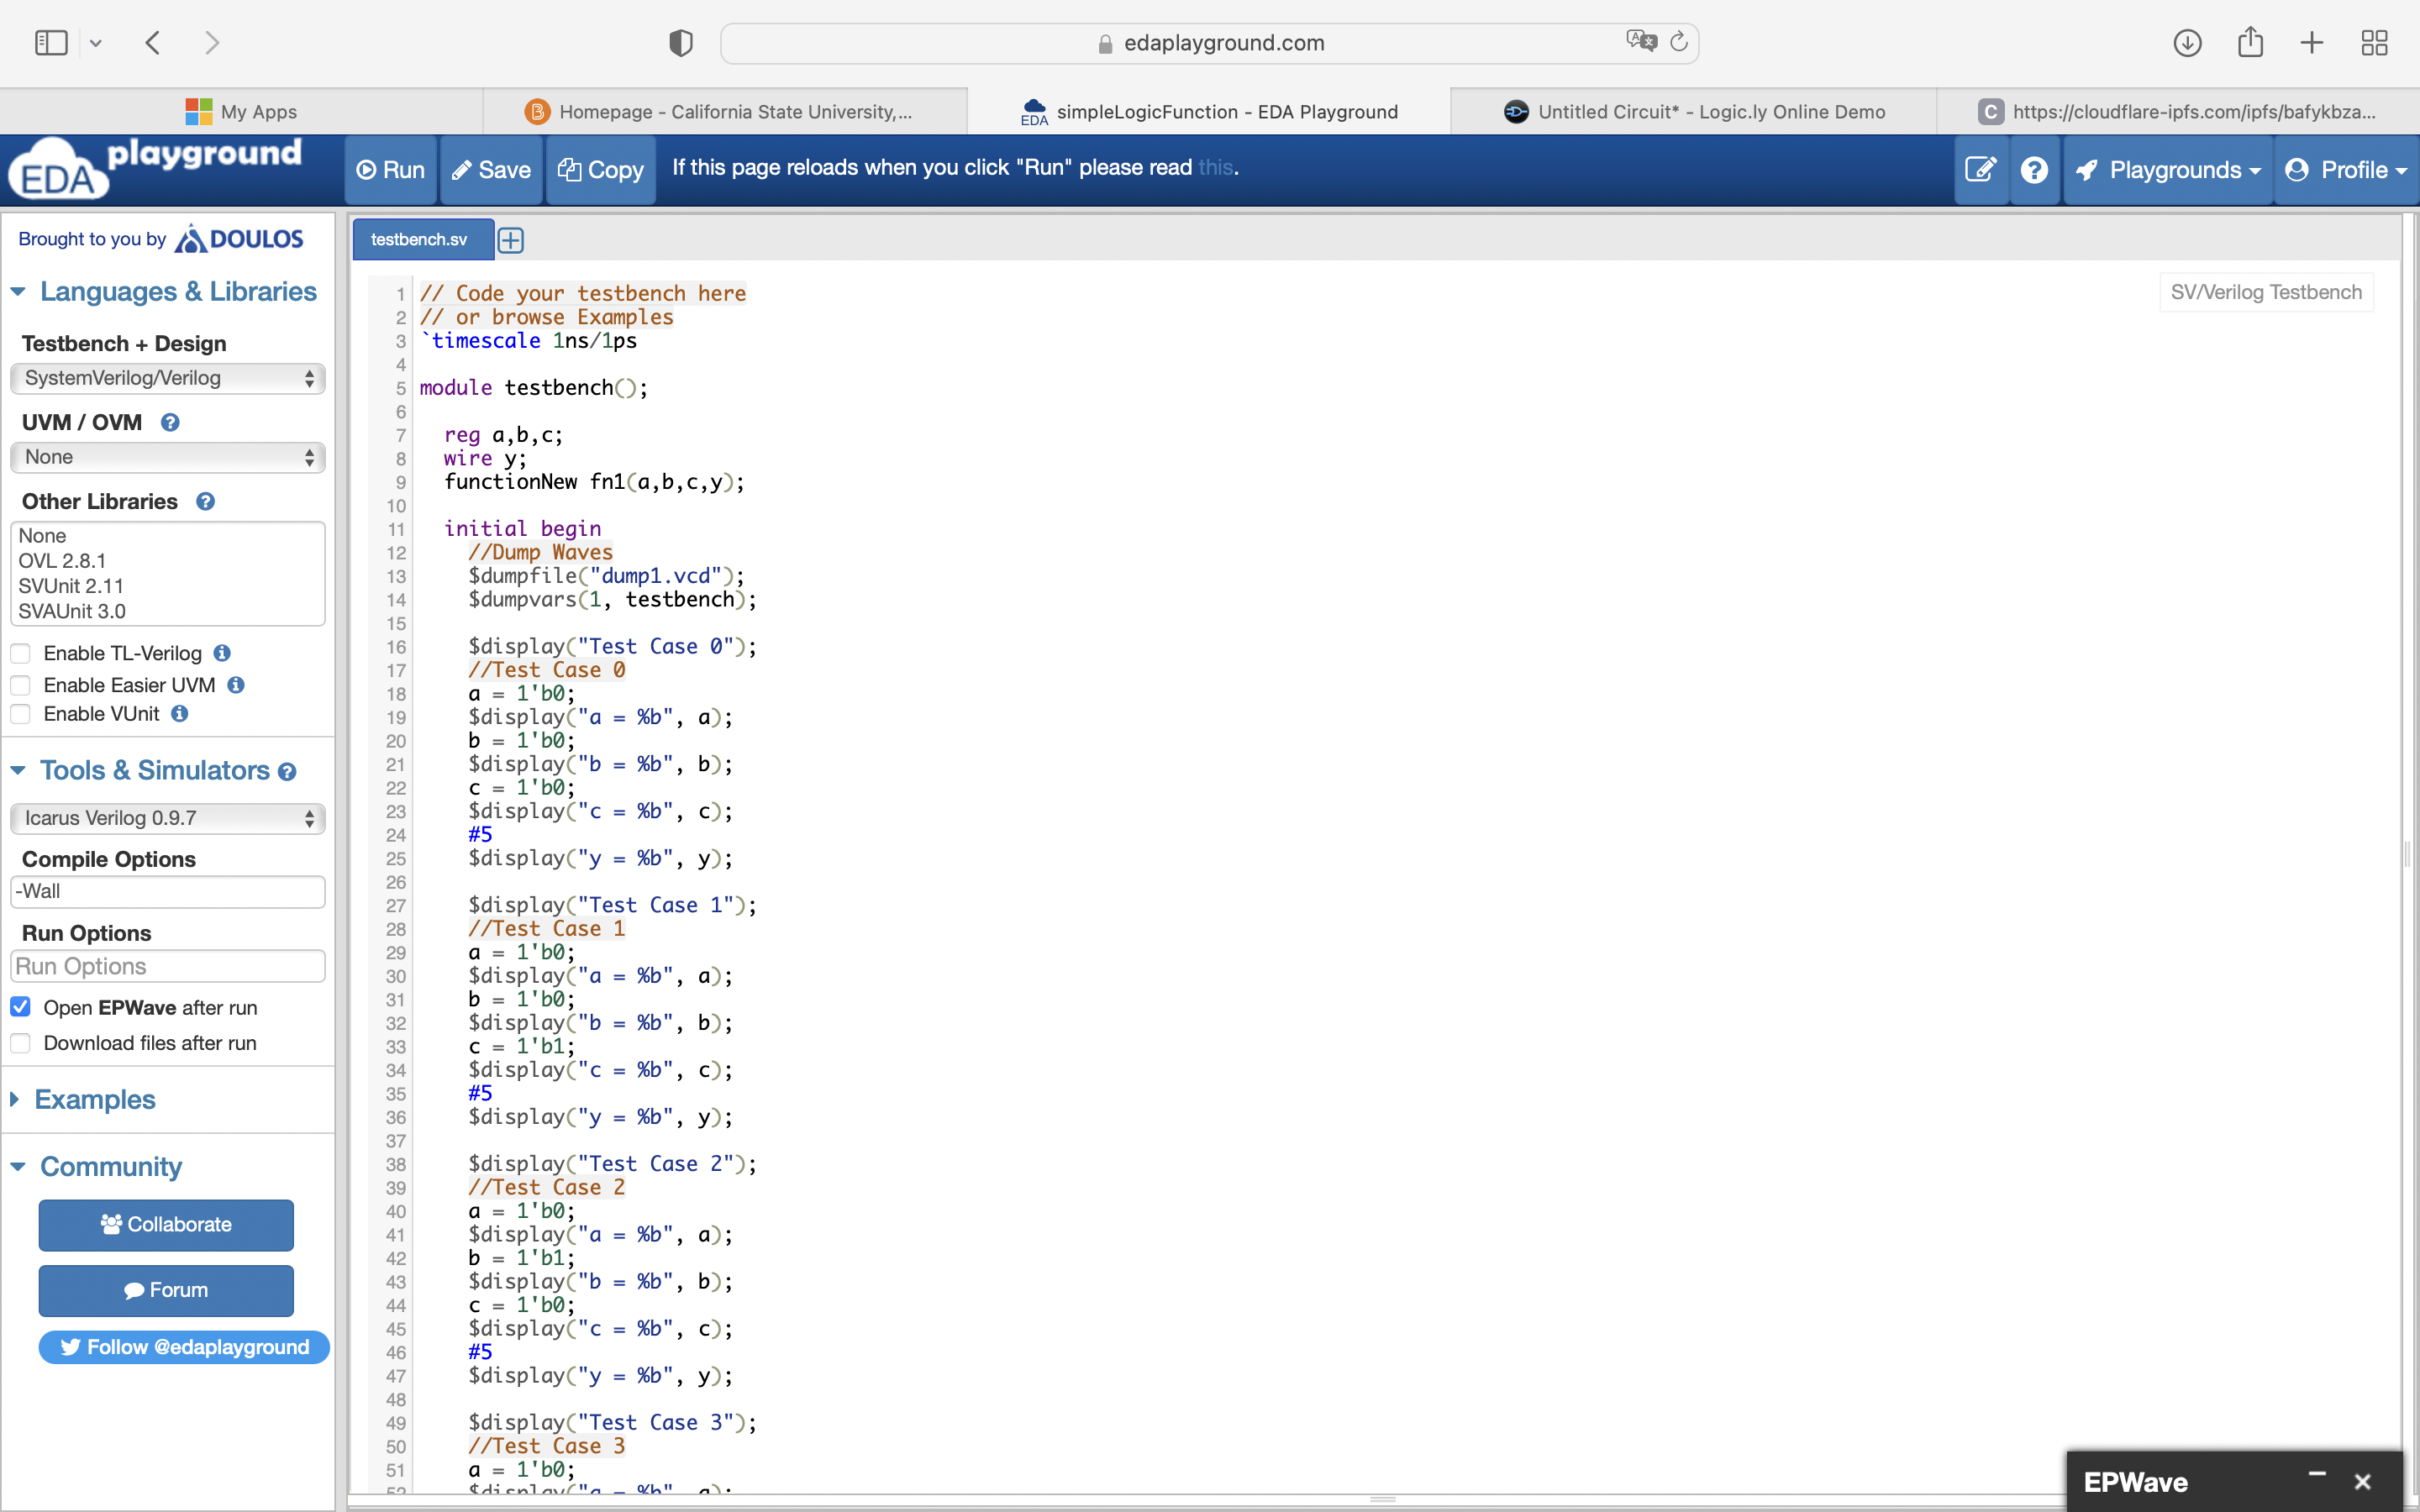 edaplayground.com
My Apps
Homepage - California State University,...
EDA
simpleLogicFunction - EDA Playground
Untitled Circuit* - Logic.ly Online Demo
C
https://cloudflare-ipfs.com/ipfs/bafykbza...
EDA playground
Run
Save
Copy
If this page reloads when you click "Run" please read this.
Playgrounds
Profile
Brought to you by DOULOS
Languages & Libraries
Testbench + Design
SystemVerilog/Verilog
UVM / OVM
None
Other Libraries
None
OVL 2.8.1
SVUnit 2.11
SVAUnit 3.0
Enable TL-Verilog
Enable Easier UVM
Enable VUnit
Tools & Simulators
Icarus Verilog 0.9.7
Compile Options
-Wall
Run Options
Run Options
Open EPWave after run
Download files after run
Examples
Community
Collaborate
Forum
Follow @edaplayground
testbench.sv
SV/Verilog Testbench
1 // Code your testbench here
2 // or browse Examples
3 `timescale 1ns/1ps
4
5 module testbench();
6
7 reg a,b,c;
8 wire y;
9 functionNew fn1(a,b,c,y);
10
11 initial begin
12 //Dump Waves
13 $dumpfile("dump1.vcd");
14 $dumpvars(1, testbench);
15
16 $display("Test Case 0");
17 //Test Case 0
18 a = 1'b0;
19 $display("a = %b", a);
20 b = 1'b0;
21 $display("b = %b", b);
22 c = 1'b0;
23 $display("c = %b", c);
24 #5
25 $display("y = %b", y);
26
27 $display("Test Case 1");
28 //Test Case 1
29 a = 1'b0;
30 $display("a = %b", a);
31 b = 1'b0;
32 $display("b = %b", b);
33 c = 1'b1;
34 $display("c = %b", c);
35 #5
36 $display("y = %b", y);
37
38 $display("Test Case 2");
39 //Test Case 2
40 a = 1'b0;
41 $display("a = %b", a);
42 b = 1'b1;
43 $display("b = %b", b);
44 c = 1'b0;
45 $display("c = %b", c);
46 #5
47 $display("y = %b", y);
48
49 $display("Test Case 3");
50 //Test Case 3
51 a = 1'b0;
52 $display("a = %b", a);
EPWave